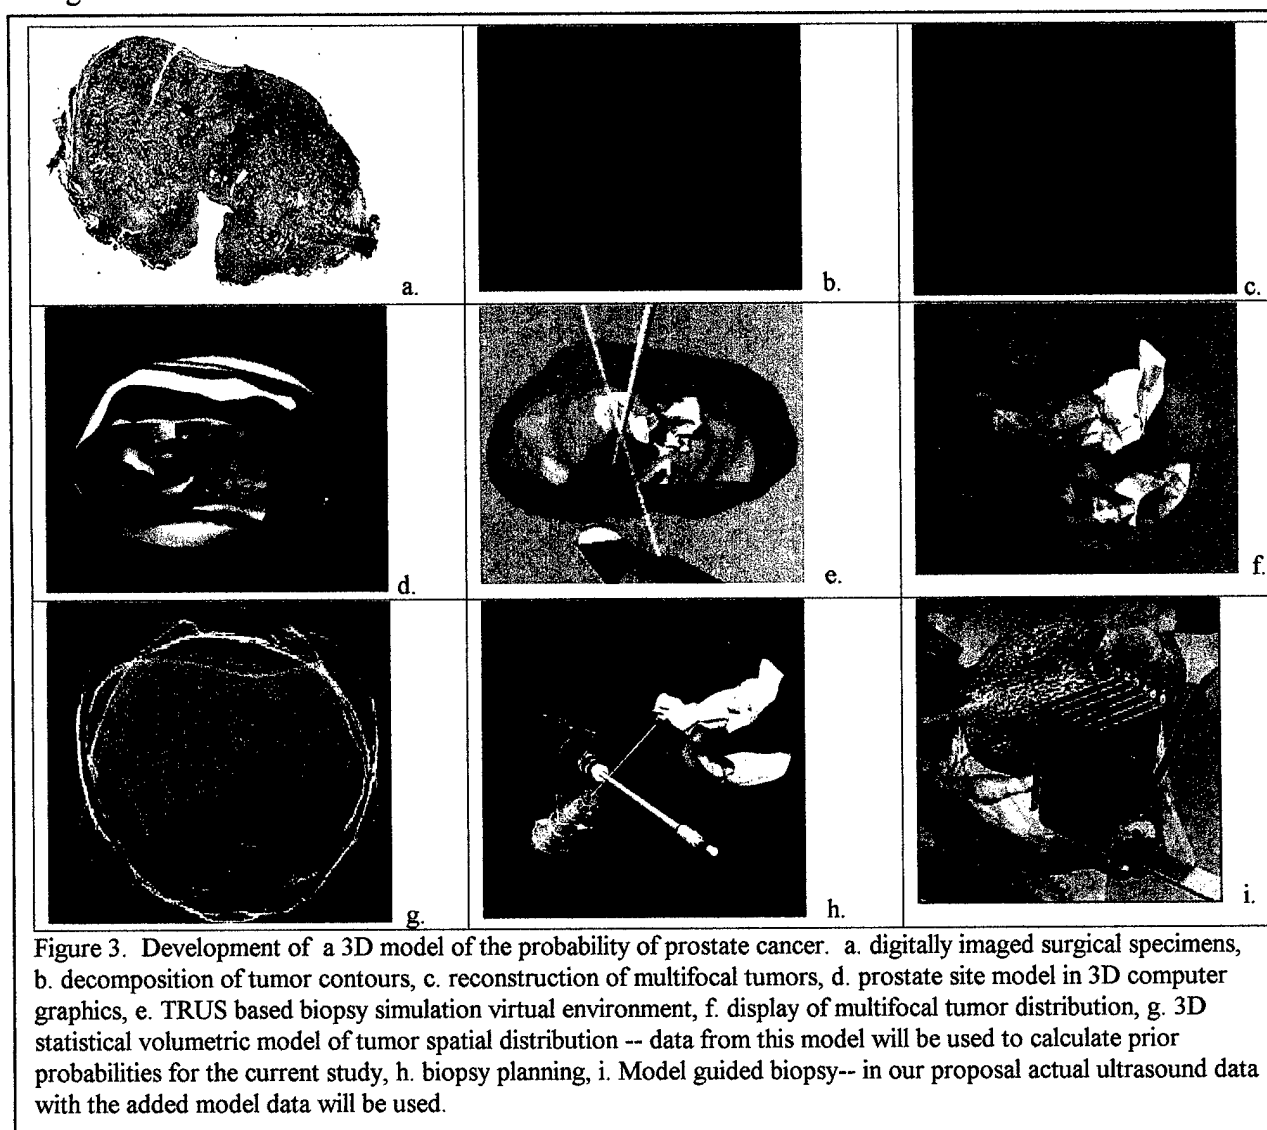 a.
b.
c.
d.
e.
f.
g.
h.
i.
Figure 3. Development of a 3D model of the probability of prostate cancer. a. digitally imaged surgical specimens,
b. decomposition of tumor contours, c. reconstruction of multifocal tumors, d. prostate site model in 3D computer
graphics, e. TRUS based biopsy simulation virtual environment, f. display of multifocal tumor distribution, g. 3D
statistical volumetric model of tumor spatial distribution -- data from this model will be used to calculate prior
probabilities for the current study, h. biopsy planning, i. Model guided biopsy-- in our proposal actual ultrasound data
with the added model data will be used.